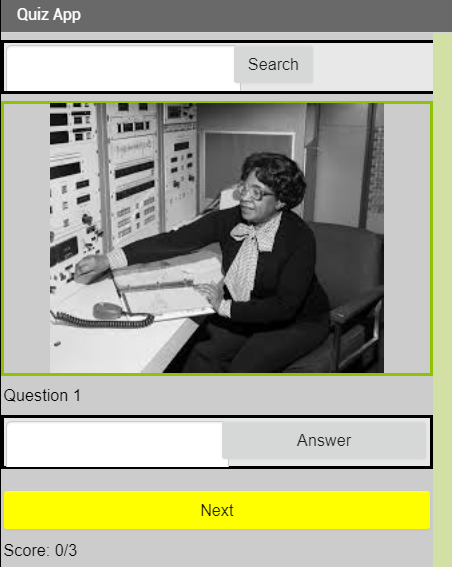 Quiz App
Search
Question 1
Answer
Next
Score: 0/3